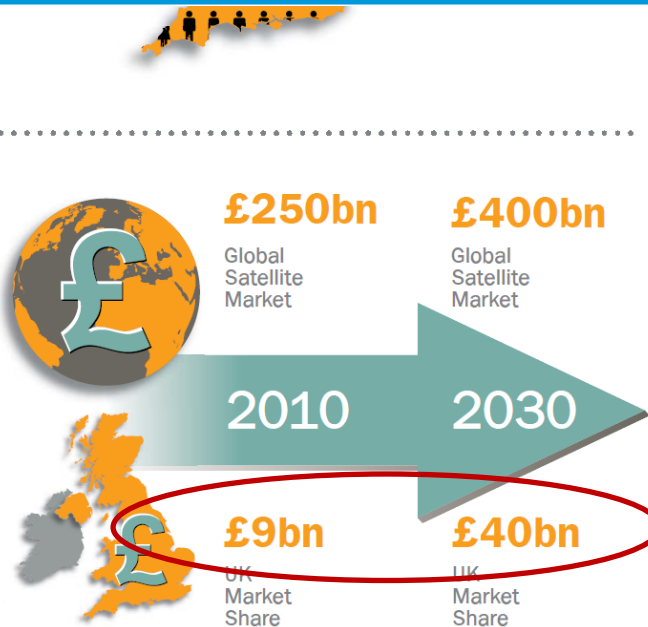 £250bn
Global
Satellite
Market
£400bn
Global
Satellite
Market
£
2010
2030
£
£9bn
UK
Market
Share
£40bn
UK
Market
Share